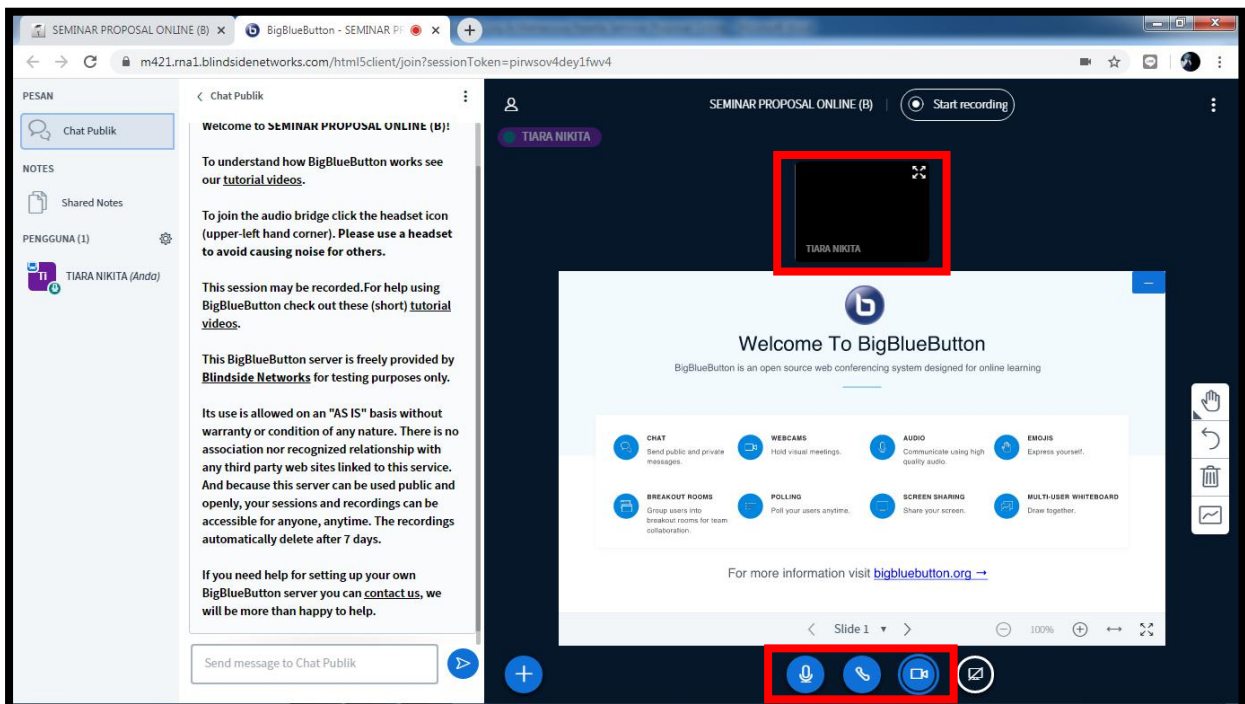 SEMINAR PROPOSAL ONLINE (B)
BigBlueButton - SEMINAR PR
m421.rna1.blindsidenetworks.com/html5client/join?sessionToken=pirwsov4dey1fwv4
PESAN
Chat Publik
NOTES
Shared Notes
PENGGUNA (1)
TI
TIARA NIKITA (Anda)
Chat Publik
Welcome to SEMINAR PROPOSAL ONLINE (B)!
To understand how BigBlueButton works see
our tutorial videos.
To join the audio bridge click the headset icon
(upper-left hand corner). Please use a headset
to avoid causing noise for others.
This session may be recorded.For help using
BigBlueButton check out these (short) tutorial
videos.
This BigBlueButton server is freely provided by
Blindside Networks for testing purposes only.
Its use is allowed on an "AS IS" basis without
warranty or condition of any nature. There is no
association nor recognized relationship with
any third party web sites linked to this service.
And because this server can be used public and
openly, your sessions and recordings can be
accessible for anyone, anytime. The recordings
automatically delete after 7 days.
If you need help for setting up your own
BigBlueButton server you can contact us, we
will be more than happy to help.
Send message to Chat Publik
SEMINAR PROPOSAL ONLINE (B)
Start recording
TIARA NIKITA
TIARA NIKITA
Welcome To BigBlueButton
BigBlueButton is an open source web conferencing system designed for online learning
CHAT
Send public and private
messages.
WEBCAMS
Hold visual meetings.
AUDIO
Communicate using high
quality audio.
EMOJIS
Express yourself.
BREAKOUT ROOMS
Group users into
breakout rooms for team
collaboration.
POLLING
Poll your users anytime.
SCREEN SHARING
Share your screen.
MULTI-USER WHITEBOARD
Draw together.
For more information visit bigbluebutton.org →
Slide 1
100%